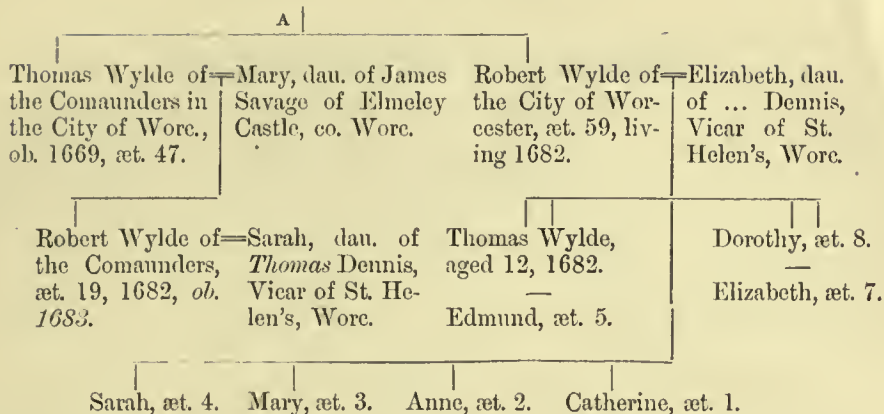 A
Thomas Wylde of
the Comaunders in
the City of Worc.,
ob. 1669, æt. 47.
Mary, dau. of James
Savage of Elmeley
Castle, co. Worc.
Robert Wylde of
the City of Wor-
cester, æt. 59, liv-
ing 1682.
Elizabeth, dau.
of ... Dennis,
Vicar of St.
Helen's, Worc.
Robert Wylde of
the Comaunders,
æt. 19, 1682, ob.
1683.
Sarah, dau. of
Thomas Dennis,
Vicar of St. He-
len's, Worc.
Thomas Wylde,
aged 12, 1682.
—
Edmund, æt. 5.
Dorothy, æt. 8.
—
Elizabeth, æt. 7.
Sarah, æt. 4. Mary, æt. 3. Anne, æt. 2. Catherine, æt. 1.